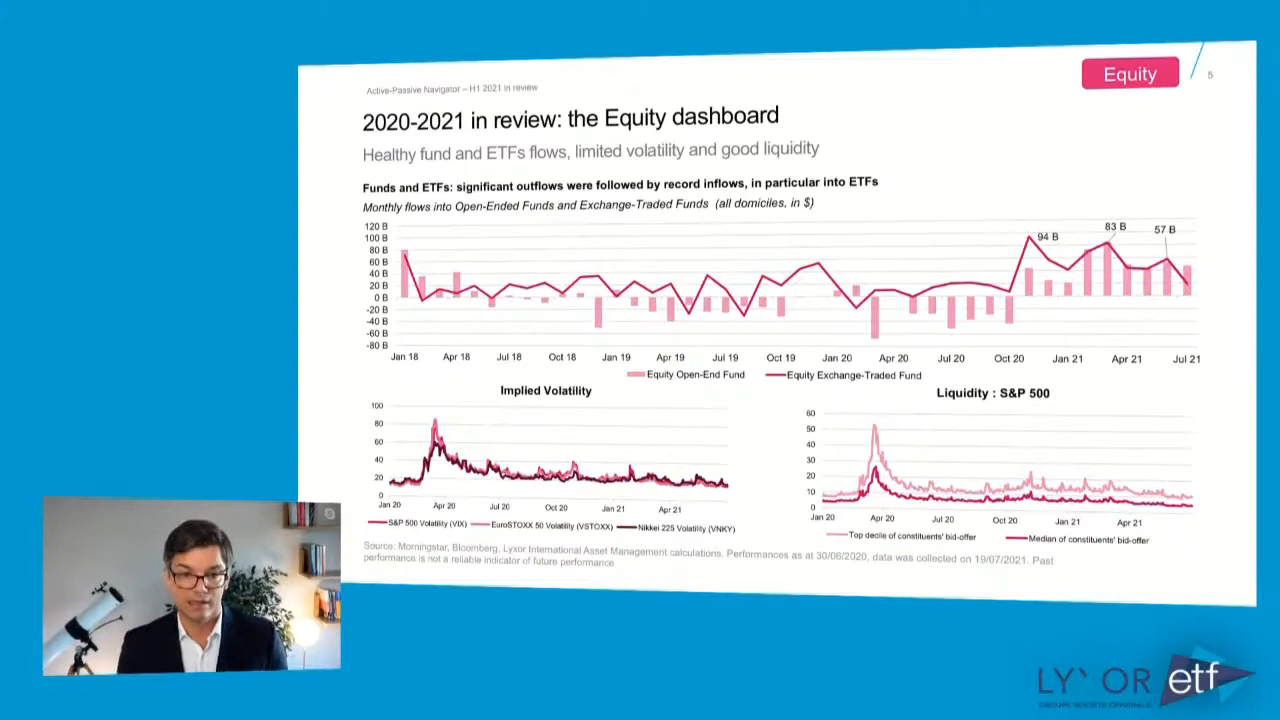 Active-Passive Navigator – H1 2021 in review
Equity
5
2020-2021 in review: the Equity dashboard
Healthy fund and ETFs flows, limited volatility and good liquidity
Funds and ETFs: significant outflows were followed by record inflows, in particular into ETFs
Monthly flows into Open-Ended Funds and Exchange-Traded Funds (all domiciles, in $)
120 B
100 B
80 B
60 B
40 B
20 B
0 B
-20 B
-40 B
-60 B
-80 B
94 B
83 B
57 B
Jan 18 Apr 18 Jul 18 Oct 18 Jan 19 Apr 19 Jul 19 Oct 19 Jan 20 Apr 20 Jul 20 Oct 20 Jan 21 Apr 21 Jul 21
Equity Open-End Fund Equity Exchange-Traded Fund
Implied Volatility
100
80
60
40
20
0
Jan 20 Apr 20 Jul 20 Oct 20 Jan 21 Apr 21
S&P 500 Volatility (VIX) EuroSTOXX 50 Volatility (VSTOXX) Nikkei 225 Volatility (VNKY)
Liquidity : S&P 500
60
50
40
30
20
10
0
Jan 20 Apr 20 Jul 20 Oct 20 Jan 21 Apr 21
Top decile of constituents' bid-offer Median of constituents' bid-offer
Source: Morningstar, Bloomberg, Lyxor International Asset Management calculations. Performances as at 30/06/2020, data was collected on 19/07/2021. Past
performance is not a reliable indicator of future performance
LYXOR etf
GROUPE SOCIETE GENERALE